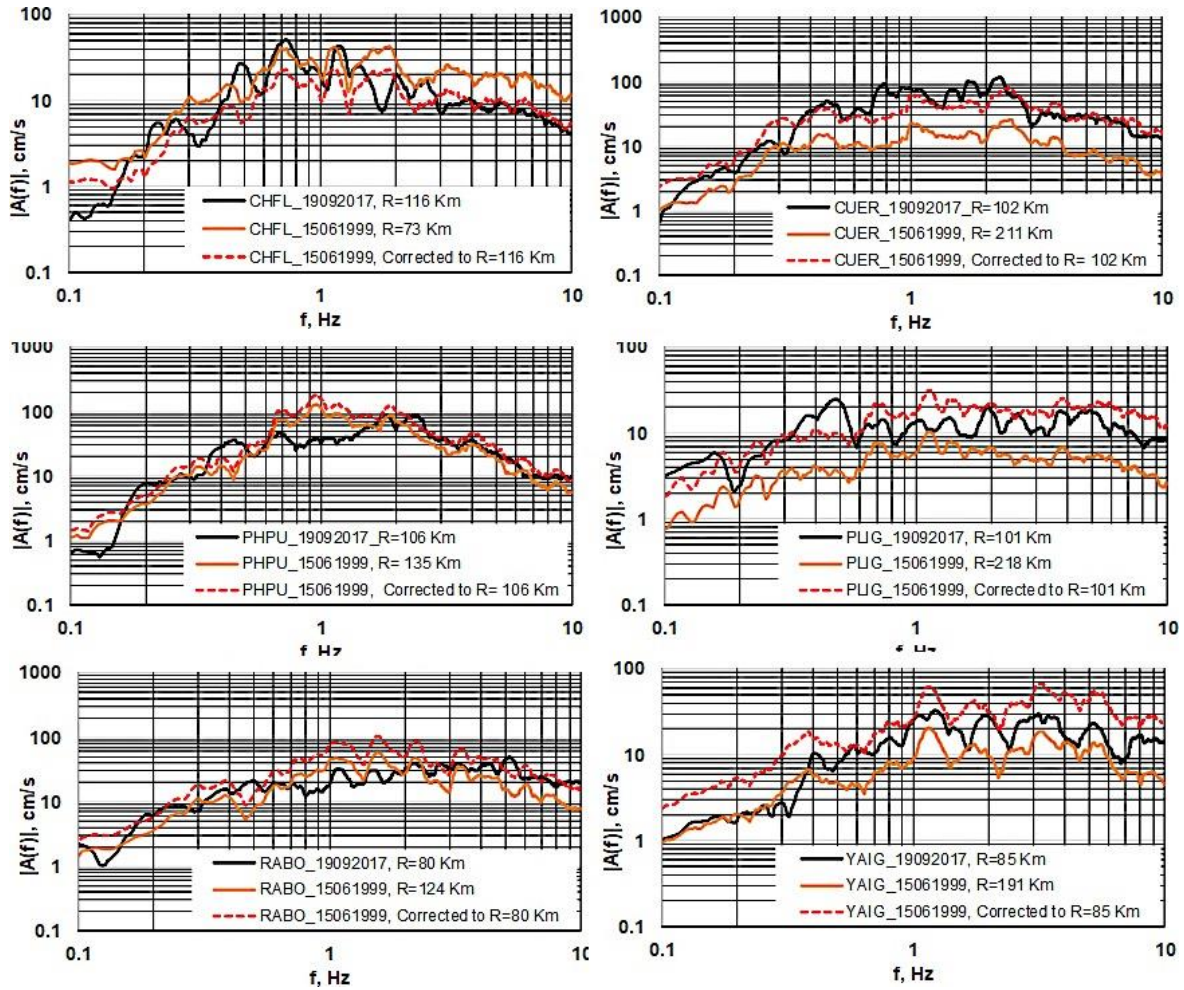 100
10
1
0.1
|A(f)|, cm/s
CHFL_19092017, R=116 Km
CHFL_15061999, R=73 Km
CHFL_15061999, Corrected to R=116 Km
0.1 1 10
f, Hz
1000
100
10
1
0.1
|A(f)|, cm/s
CUER_19092017_R=102 Km
CUER_15061999, R= 211 Km
CUER_15061999, Corrected to R= 102 Km
0.1 1 10
f, Hz
1000
100
10
1
0.1
|A(f)|, cm/s
PHPU_19092017_R=106 Km
PHPU_15061999, R= 135 Km
PHPU_15061999, Corrected to R= 106 Km
0.1 1 10
f, Hz
100
10
1
0.1
|A(f)|, cm/s
PLIG_19092017, R=101 Km
PLIG_15061999, R=218 Km
PLIG_15061999, Corrected to R=101 Km
0.1 1 10
f, Hz
1000
100
10
1
0.1
|A(f)|, cm/s
RABO_19092017, R=80 Km
RABO_15061999, R=124 Km
RABO_15061999, Corrected to R=80 Km
0.1 1 10
f, Hz
100
10
1
0.1
|A(f)|, cm/s
YAIG_19092017, R=85 Km
YAIG_15061999, R=191 Km
YAIG_15061999, Corrected to R=85 Km
0.1 1 10
f, Hz